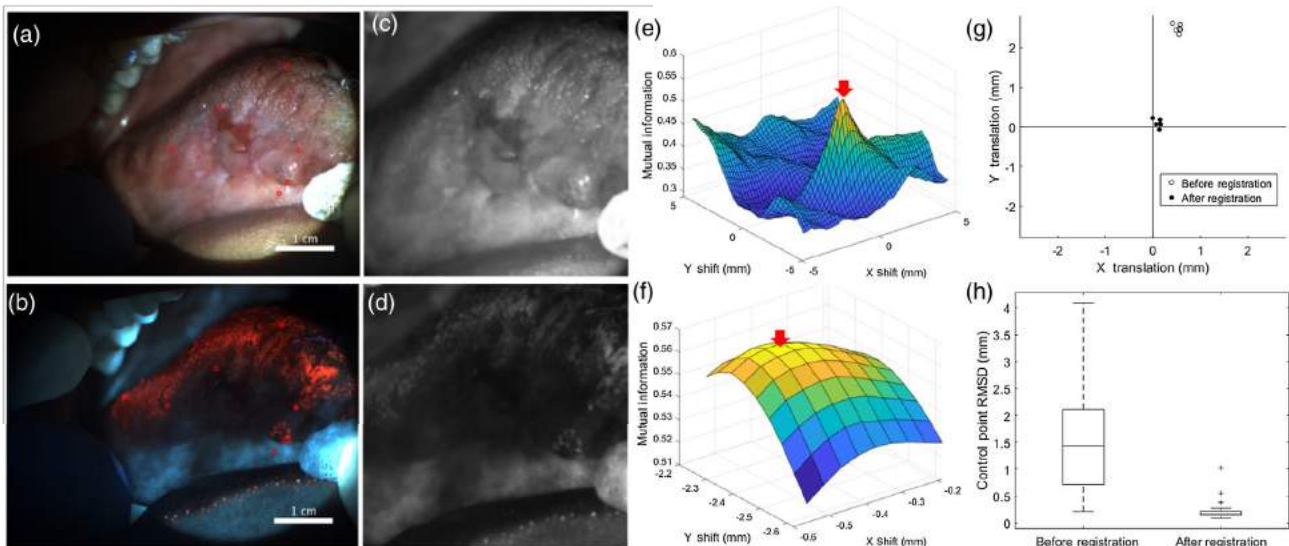 (a)
1 cm
(b)
1 cm
(c)
(d)
(e)
0.6
0.55
0.5
0.45
0.4
0.35
0.3
Mutual information
5
0
-5
Y shift (mm)
-5
0
5
X Shift (mm)
(f)
0.57
0.56
0.55
0.54
0.53
0.52
0.51
Mutual information
-2.2
-2.3
-2.4
-2.5
-2.6
Y shift (mm)
-0.6
-0.5
-0.4
-0.3
-0.2
X Shift (mm)
(g)
2
1
0
-1
-2
Y translation (mm)
Before registration
After registration
-2
-1
0
1
2
X translation (mm)
(h)
4
3.5
3
2.5
2
1.5
1
0.5
0
Control point RMSD (mm)
Before registration
After registration